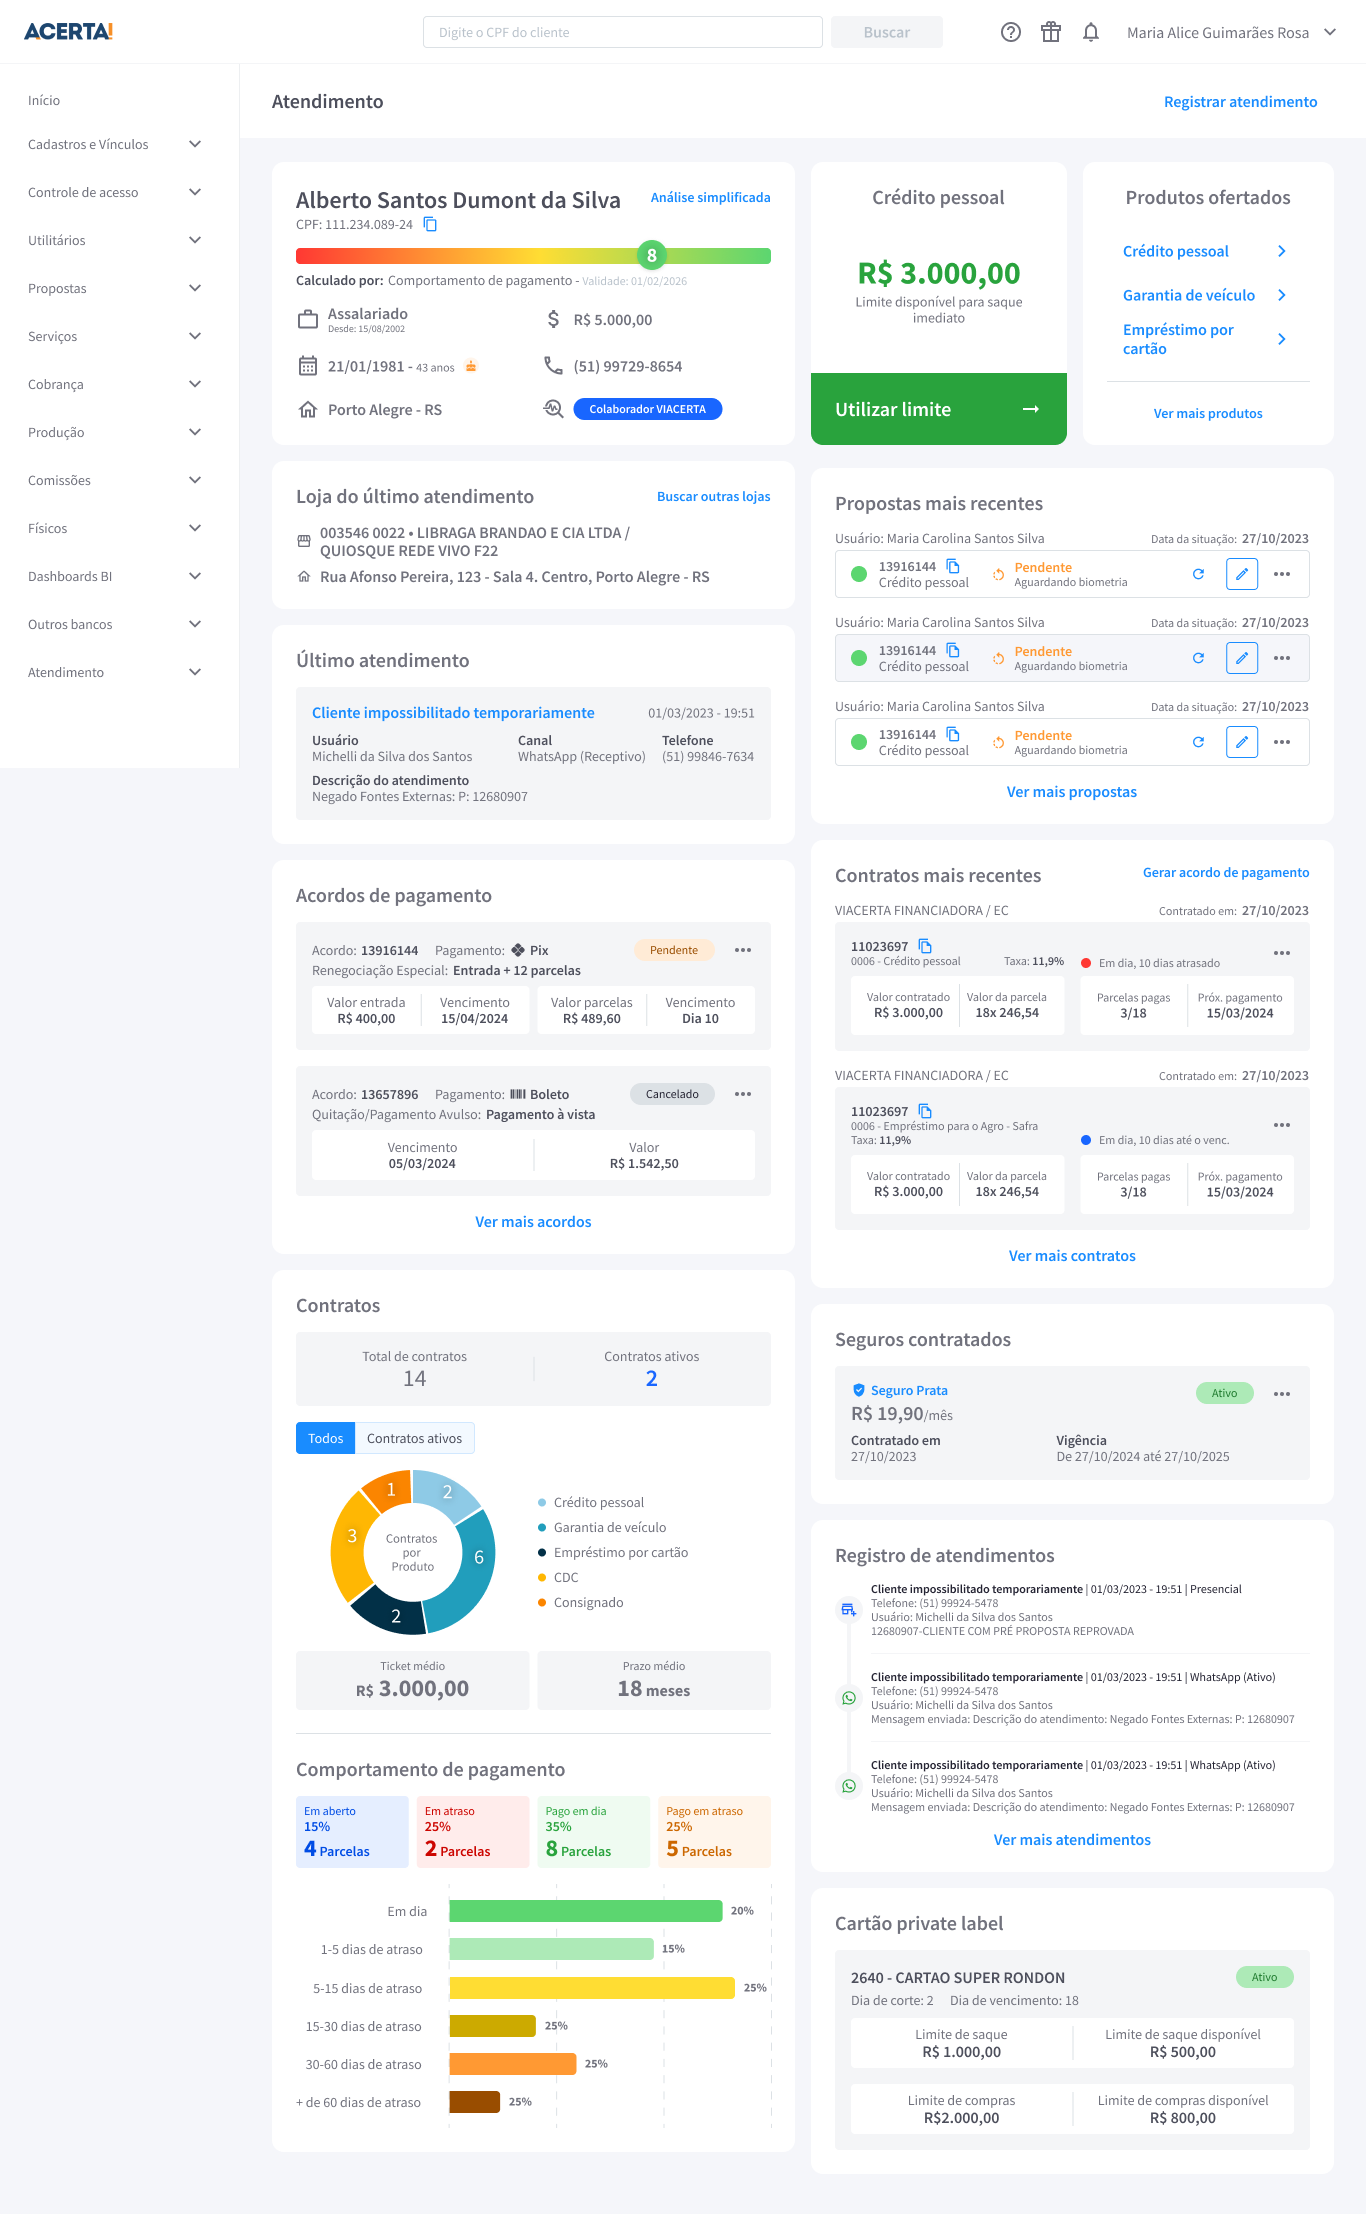 ACERTA!
Digite o CPF do cliente
Buscar
Maria Alice Guimarães Rosa
Início
Cadastros e Vínculos
Controle de acesso
Utilitários
Propostas
Serviços
Cobrança
Produção
Comissões
Físicos
Dashboards BI
Outros bancos
Atendimento
Atendimento
Registrar atendimento
Alberto Santos Dumont da Silva
Análise simplificada
CPF: 111.234.089-24
8
Calculado por: Comportamento de pagamento - Validade: 01/02/2026
Assalariado
Desde: 15/08/2002
R$ 5.000,00
21/01/1981 - 43 anos
(51) 99729-8654
Porto Alegre - RS
Colaborador VIACERTA
Crédito pessoal
R$ 3.000,00
Limite disponível para saque
imediato
Utilizar limite
Produtos ofertados
Crédito pessoal
Garantia de veículo
Empréstimo por
cartão
Ver mais produtos
Loja do último atendimento
Buscar outras lojas
003546 0022 • LIBRAGA BRANDAO E CIA LTDA /
QUIOSQUE REDE VIVO F22
Rua Afonso Pereira, 123 - Sala 4. Centro, Porto Alegre - RS
Último atendimento
Cliente impossibilitado temporariamente
01/03/2023 - 19:51
Usuário
Canal
Telefone
Michelli da Silva dos Santos
WhatsApp (Receptivo)
(51) 99846-7634
Descrição do atendimento
Negado Fontes Externas: P: 12680907
Acordos de pagamento
Acordo: 13916144
Pagamento: Pix
Pendente
Renegociação Especial: Entrada + 12 parcelas
Valor entrada
R$ 400,00
Vencimento
15/04/2024
Valor parcelas
R$ 489,60
Vencimento
Dia 10
Acordo: 13657896
Pagamento: Boleto
Cancelado
Quitação/Pagamento Avulso: Pagamento à vista
Vencimento
05/03/2024
Valor
R$ 1.542,50
Ver mais acordos
Contratos
Total de contratos
14
Contratos ativos
2
Todos
Contratos ativos
1
2
3
6
2
Contratos
por
Produto
Crédito pessoal
Garantia de veículo
Empréstimo por cartão
CDC
Consignado
Ticket médio
R$ 3.000,00
Prazo médio
18 meses
Comportamento de pagamento
Em aberto
15%
4 Parcelas
Em atraso
25%
2 Parcelas
Pago em dia
35%
8 Parcelas
Pago em atraso
25%
5 Parcelas
Em dia
20%
1-5 dias de atraso
15%
5-15 dias de atraso
25%
15-30 dias de atraso
25%
30-60 dias de atraso
25%
+ de 60 dias de atraso
25%
Propostas mais recentes
Usuário: Maria Carolina Santos Silva
Data da situação: 27/10/2023
13916144
Crédito pessoal
Pendente
Aguardando biometria
Usuário: Maria Carolina Santos Silva
Data da situação: 27/10/2023
13916144
Crédito pessoal
Pendente
Aguardando biometria
Usuário: Maria Carolina Santos Silva
Data da situação: 27/10/2023
13916144
Crédito pessoal
Pendente
Aguardando biometria
Ver mais propostas
Contratos mais recentes
Gerar acordo de pagamento
VIACERTA FINANCIADORA / EC
Contratado em: 27/10/2023
11023697
0006 - Crédito pessoal
Taxa: 11,9%
Em dia, 10 dias atrasado
Valor contratado
R$ 3.000,00
Valor da parcela
18x 246,54
Parcelas pagas
3/18
Próx. pagamento
15/03/2024
VIACERTA FINANCIADORA / EC
Contratado em: 27/10/2023
11023697
0006 - Empréstimo para o Agro - Safra
Taxa: 11,9%
Em dia, 10 dias até o venc.
Valor contratado
R$ 3.000,00
Valor da parcela
18x 246,54
Parcelas pagas
3/18
Próx. pagamento
15/03/2024
Ver mais contratos
Seguros contratados
Seguro Prata
Ativo
R$ 19,90/mês
Contratado em
27/10/2023
Vigência
De 27/10/2024 até 27/10/2025
Registro de atendimentos
Cliente impossibilitado temporariamente | 01/03/2023 - 19:51 | Presencial
Telefone: (51) 99924-5478
Usuário: Michelli da Silva dos Santos
12680907-CLIENTE COM PRÉ PROPOSTA REPROVADA
Cliente impossibilitado temporariamente | 01/03/2023 - 19:51 | WhatsApp (Ativo)
Telefone: (51) 99924-5478
Usuário: Michelli da Silva dos Santos
Mensagem enviada: Descrição do atendimento: Negado Fontes Externas: P: 12680907
Cliente impossibilitado temporariamente | 01/03/2023 - 19:51 | WhatsApp (Ativo)
Telefone: (51) 99924-5478
Usuário: Michelli da Silva dos Santos
Mensagem enviada: Descrição do atendimento: Negado Fontes Externas: P: 12680907
Ver mais atendimentos
Cartão private label
2640 - CARTAO SUPER RONDON
Ativo
Dia de corte: 2
Dia de vencimento: 18
Limite de saque
R$ 1.000,00
Limite de saque disponível
R$ 500,00
Limite de compras
R$2.000,00
Limite de compras disponível
R$ 800,00